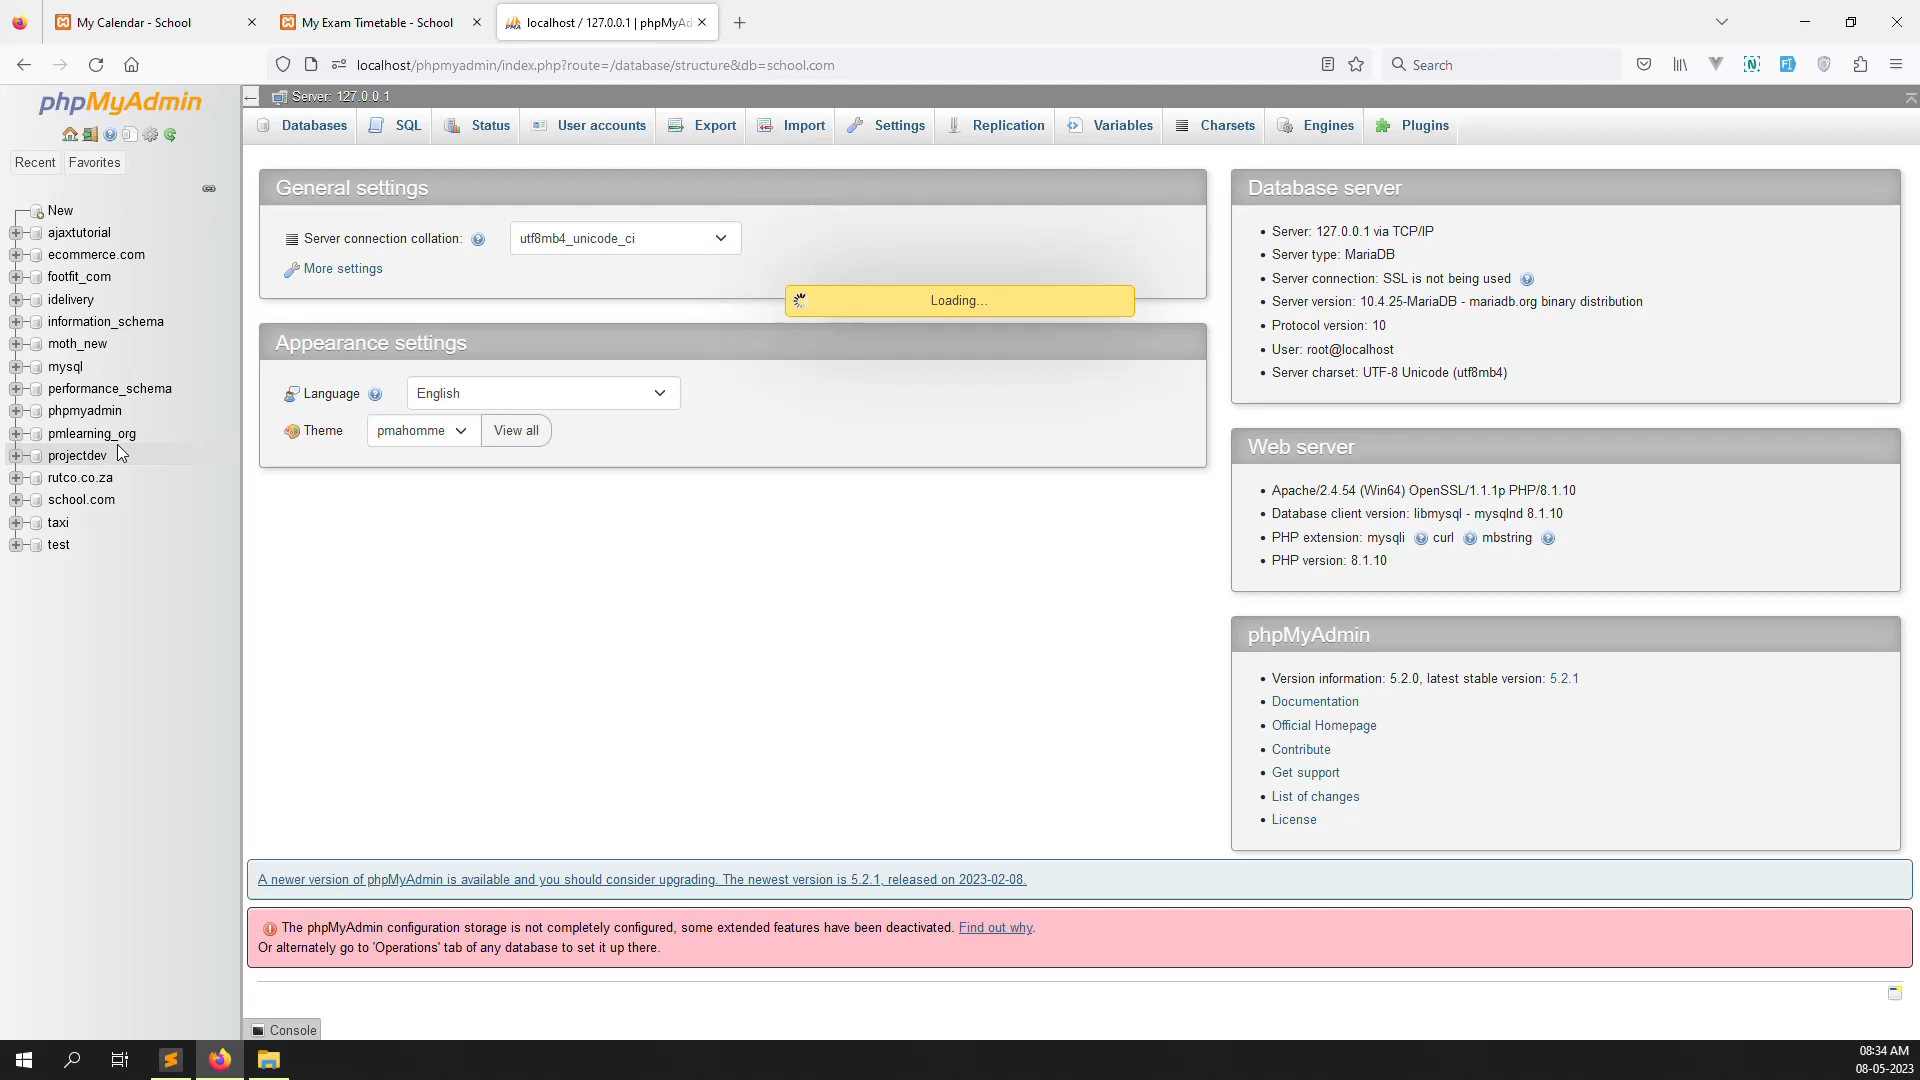 My Calendar - School
My Exam Timetable - School
localhost / 127.0.0.1 | phpMyAd
localhost/phpmyadmin/index.php?route=/database/structure&db=school.com
Search
phpMyAdmin
Recent
Favorites
New
ajaxtutorial
ecommerce.com
footfit_com
idelivery
information_schema
moth_new
mysql
performance_schema
phpmyadmin
pmlearning_org
projectdev
rutco.co.za
school.com
taxi
test
Server: 127.0.0.1
Databases
SQL
Status
User accounts
Export
Import
Settings
Replication
Variables
Charsets
Engines
Plugins
General settings
Server connection collation:
utf8mb4_unicode_ci
More settings
Loading...
Appearance settings
Language
English
Theme
pmahomme
View all
Database server
Server: 127.0.0.1 via TCP/IP
Server type: MariaDB
Server connection: SSL is not being used
Server version: 10.4.25-MariaDB - mariadb.org binary distribution
Protocol version: 10
User: root@localhost
Server charset: UTF-8 Unicode (utf8mb4)
Web server
Apache/2.4.54 (Win64) OpenSSL/1.1.1p PHP/8.1.10
Database client version: libmysql - mysqlnd 8.1.10
PHP extension: mysqli curl mbstring
PHP version: 8.1.10
phpMyAdmin
Version information: 5.2.0, latest stable version: 5.2.1
Documentation
Official Homepage
Contribute
Get support
List of changes
License
A newer version of phpMyAdmin is available and you should consider upgrading. The newest version is 5.2.1, released on 2023-02-08.
The phpMyAdmin configuration storage is not completely configured, some extended features have been deactivated. Find out why.
Or alternately go to 'Operations' tab of any database to set it up there.
Console
08:34 AM
08-05-2023